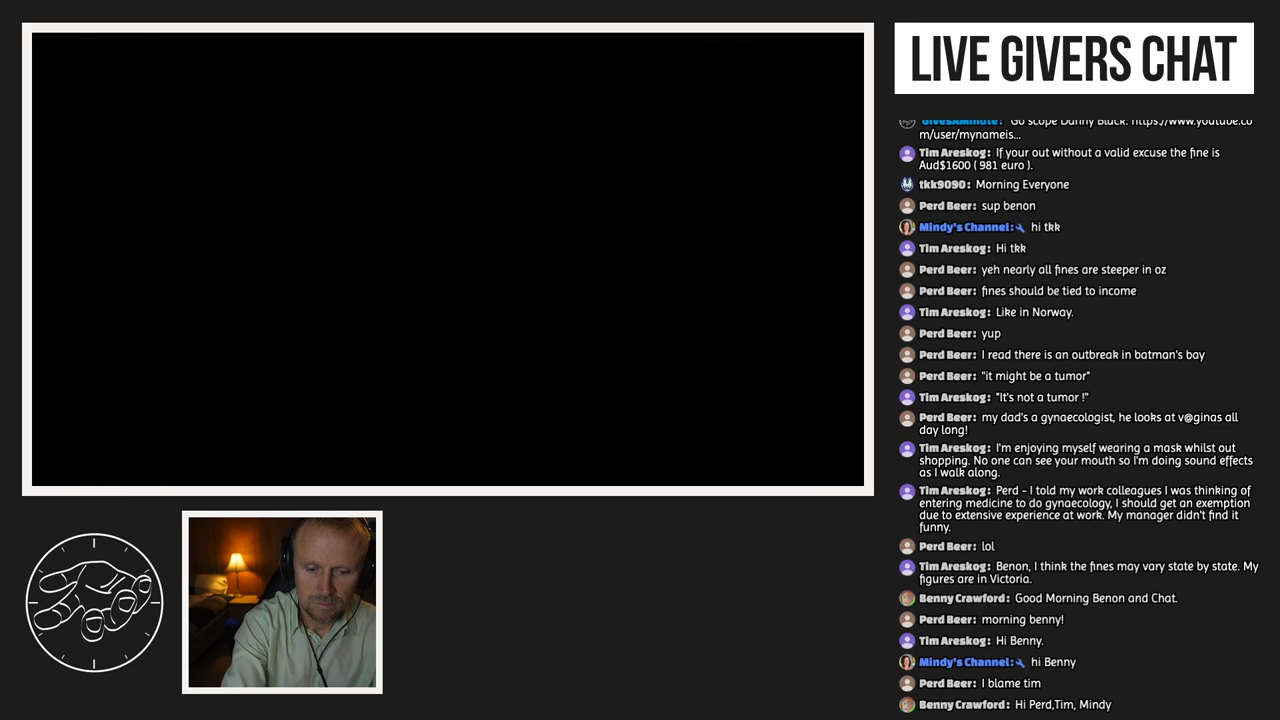 LIVE GIVERS CHAT
GivesAMinute: Go scope Danny Black: https://www.youtube.co
m/user/mynameis...
Tim Areskog: If your out without a valid excuse the fine is
Aud$1600 ( 981 euro ).
tkk9090: Morning Everyone
Perd Beer: sup benon
Mindy's Channel: hi tkk
Tim Areskog: Hi tkk
Perd Beer: yeh nearly all fines are steeper in oz
Perd Beer: fines should be tied to income
Tim Areskog: Like in Norway.
Perd Beer: yup
Perd Beer: I read there is an outbreak in batman's bay
Perd Beer: "it might be a tumor"
Tim Areskog: "It's not a tumor !"
Perd Beer: my dad's a gynaecologist, he looks at v@ginas all
day long!
Tim Areskog: I'm enjoying myself wearing a mask whilst out
shopping. No one can see your mouth so I'm doing sound effects
as I walk along.
Tim Areskog: Perd - I told my work colleagues I was thinking of
entering medicine to do gynaecology, I should get an exemption
due to extensive experience at work. My manager didn't find it
funny.
Perd Beer: lol
Tim Areskog: Benon, I think the fines may vary state by state. My
figures are in Victoria.
Benny Crawford: Good Morning Benon and Chat.
Perd Beer: morning benny!
Tim Areskog: Hi Benny.
Mindy's Channel: hi Benny
Perd Beer: I blame tim
Benny Crawford: Hi Perd,Tim, Mindy